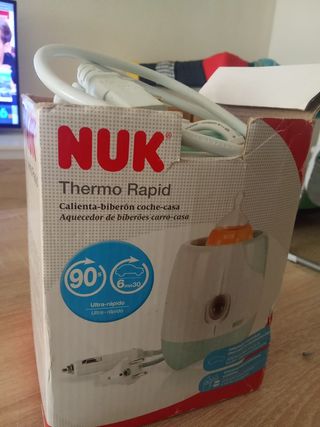 NUK
Thermo Rapid
Calienta-biberón coche-casa
Aquecedor de biberões carro-casa
90s
6 min 30
Ultra-rápido
Ultra - rápido